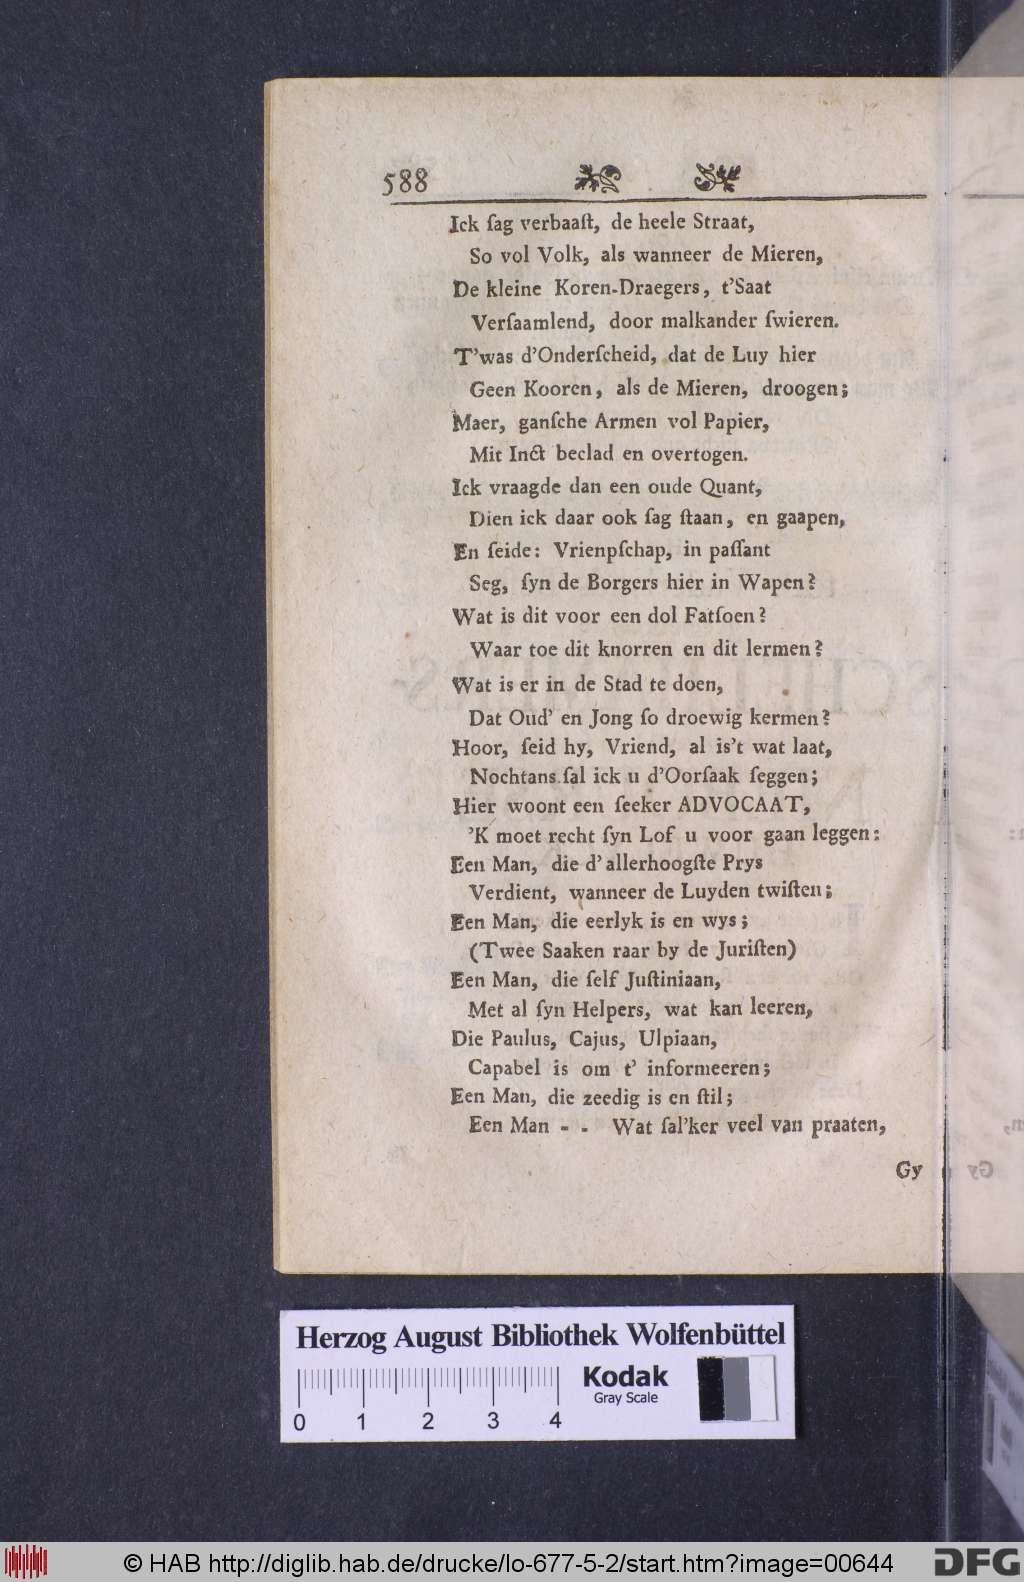 588
Ick ſag verbaaſt, de heele Straat,
So vol Volk, als wanneer de Mieren,
De kleine Koren-Draegers, t'Saat
Verſaamlend, door malkander ſwieren.
T'was d'Onderſcheid, dat de Luy hier
Geen Kooren, als de Mieren, droogen;
Maer, ganſche Armen vol Papier,
Mit Inct beclad en overtogen.
Ick vraagde dan een oude Quant,
Dien ick daar ook ſag ſtaan, en gaapen,
En ſeide: Vrienpſchap, in paſſant
Seg, ſyn de Borgers hier in Wapen?
Wat is dit voor een dol Fatſoen?
Waar toe dit knorren en dit lermen?
Wat is er in de Stad te doen,
Dat Oud' en Jong ſo droewig kermen?
Hoor, ſeid hy, Vriend, al is't wat laat,
Nochtans ſal ick u d'Oorſaak ſeggen;
Hier woont een ſeeker ADVOCAAT,
'K moet recht ſyn Lof u voor gaan leggen:
Een Man, die d'allerhoogſte Prys
Verdient, wanneer de Luyden twiſten;
Een Man, die eerlyk is en wys;
(Twee Saaken raar by de Juriſten)
Een Man, die ſelf Juſtiniaan,
Met al ſyn Helpers, wat kan leeren,
Die Paulus, Cajus, Ulpiaan,
Capabel is om t' informeeren;
Een Man, die zeedig is en ſtil;
Een Man - - Wat ſal'ker veel van praaten,
Gy
Herzog August Bibliothek Wolfenbüttel
Kodak
Gray Scale
0 1 2 3 4
© HAB http://diglib.hab.de/drucke/lo-677-5-2/start.htm?image=00644
DFG